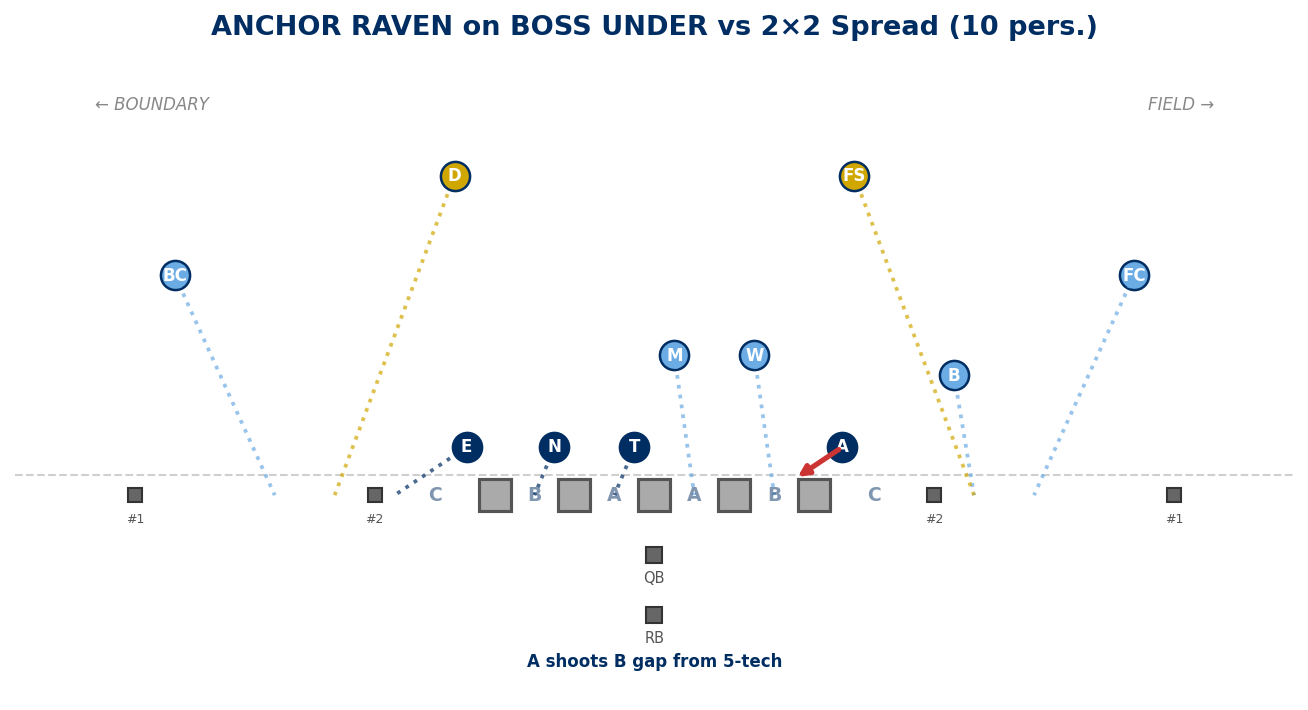 ANCHOR RAVEN on BOSS UNDER vs 2×2 Spread (10 pers.)
← BOUNDARY
FIELD →
D
FS
BC
FC
M
W
B
E
N
T
A
C
B
A
A
B
C
#1
#2
#2
#1
QB
RB
A shoots B gap from 5-tech